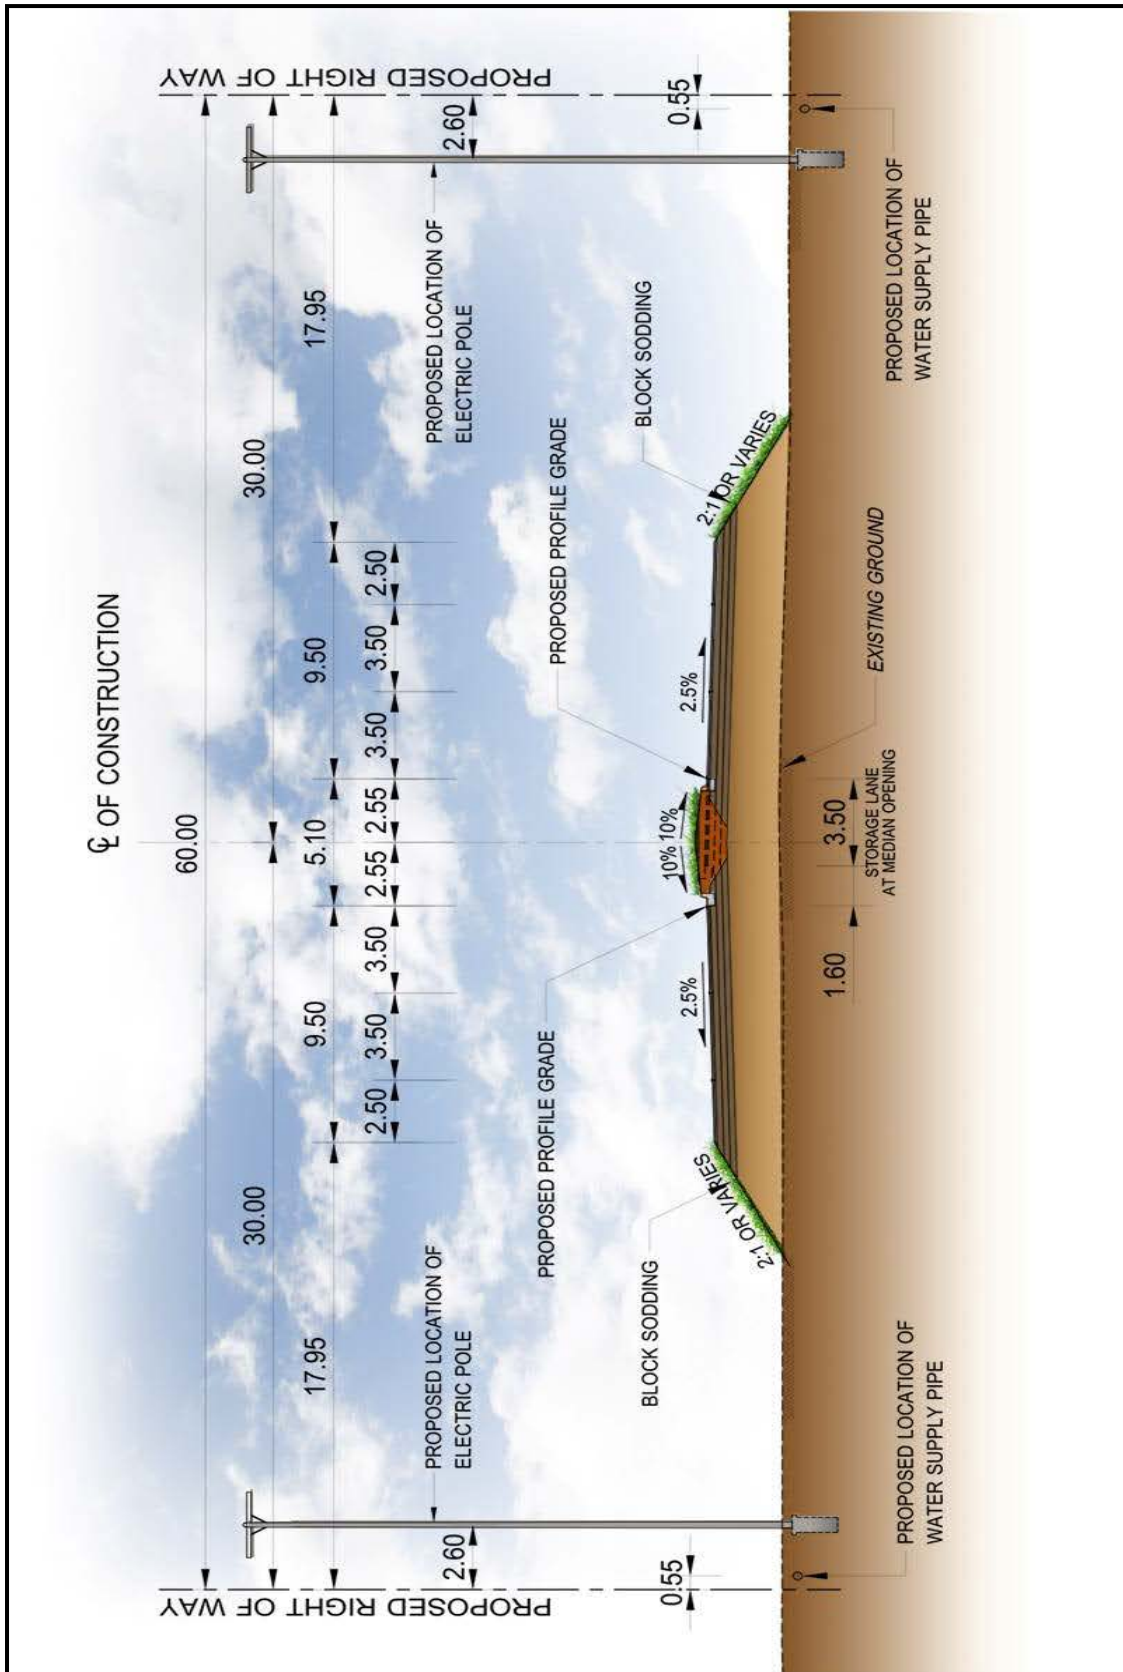 ℄ OF CONSTRUCTION
PROPOSED RIGHT OF WAY
PROPOSED RIGHT OF WAY
60.00
30.00
30.00
17.95
9.50
5.10
9.50
17.95
2.50
3.50
3.50
2.55
2.55
3.50
3.50
2.50
2.60
PROPOSED LOCATION OF
ELECTRIC POLE
PROPOSED LOCATION OF
ELECTRIC POLE
2.60
PROPOSED PROFILE GRADE
PROPOSED PROFILE GRADE
BLOCK SODDING
BLOCK SODDING
0.55
2:1 OR VARIES
2.5%
10%
10%
2.5%
2:1 OR VARIES
0.55
EXISTING GROUND
1.60
3.50
STORAGE LANE
AT MEDIAN OPENING
PROPOSED LOCATION OF
WATER SUPPLY PIPE
PROPOSED LOCATION OF
WATER SUPPLY PIPE